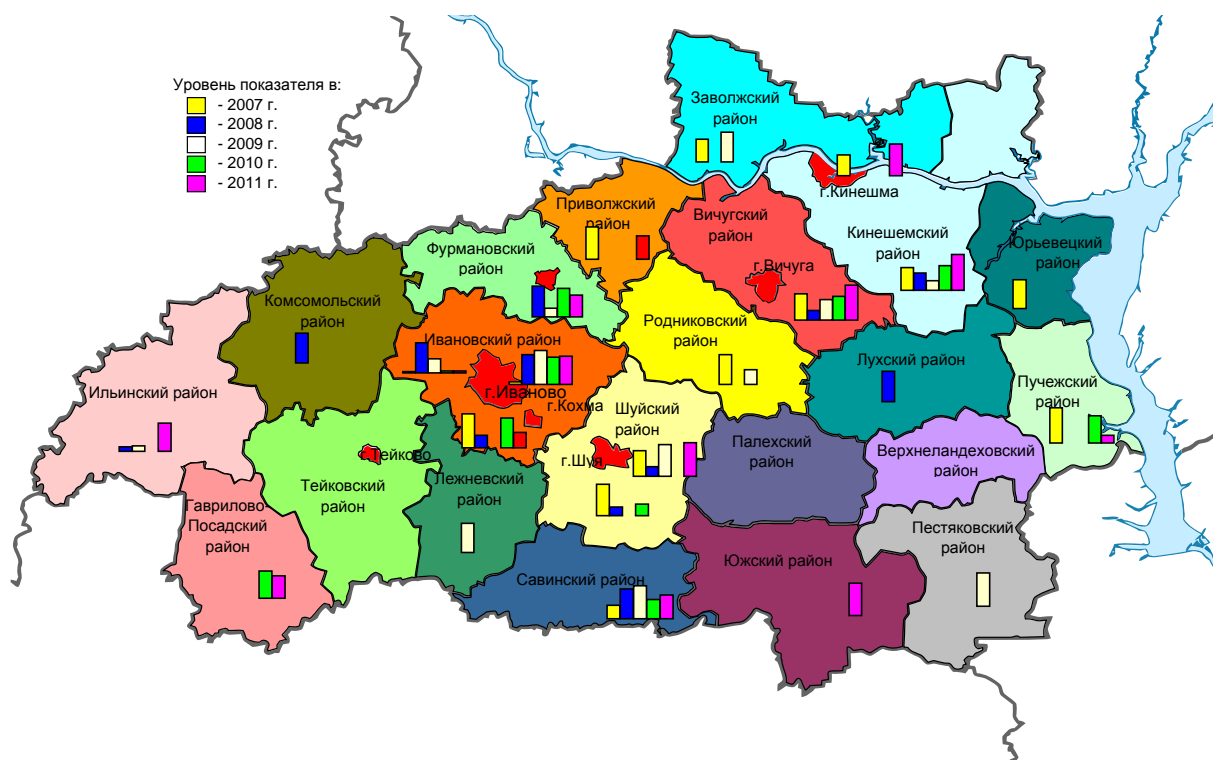 Уровень показателя в:
- 2007 г.
- 2008 г.
- 2009 г.
- 2010 г.
- 2011 г.
Заволжский
район
г.Кинешма
Приволжский
район
Вичугский
район
Кинешемский
район
Юрьевецкий
район
Фурмановский
район
г.Вичуга
Комсомольский
район
Родниковский
район
Ивановский район
Лухский район
Ильинский район
Пучежский
район
г.Иваново
г.Кохма
Шуйский
район
Палехский
район
Верхнеландеховский
район
г.Тейково
г.Шуя
Лежневский
район
Тейковский
район
Гаврилово-
Посадский
район
Пестяковский
район
Савинский район
Южский район